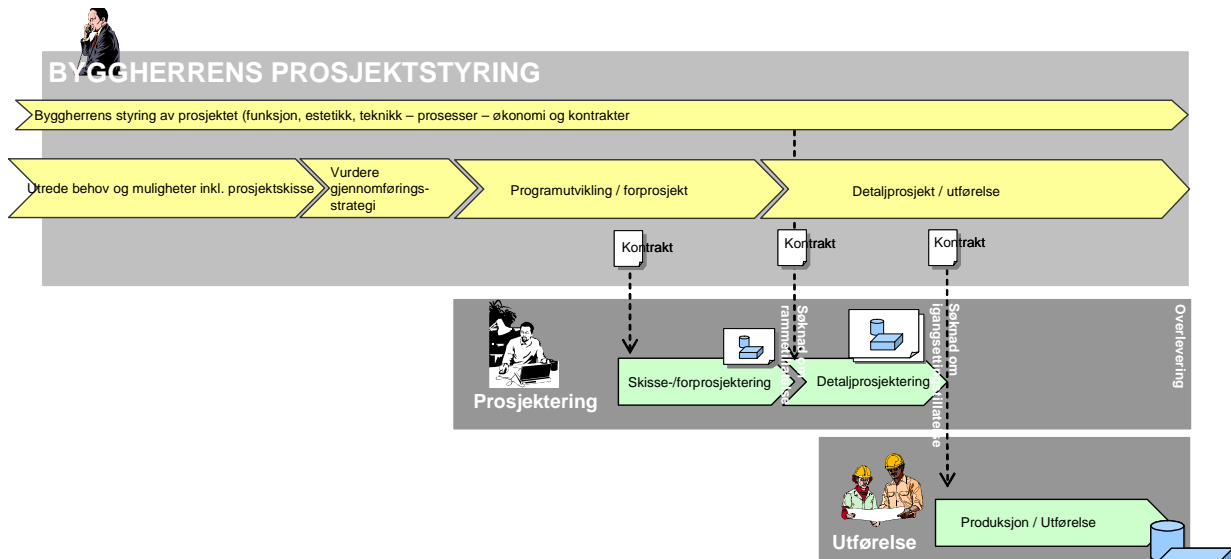 BYGGHERRENS PROSJEKTSTYRING
Byggherrens styring av prosjektet (funksjon, estetikk, teknikk – prosesser – økonomi og kontrakter
Utrede behov og muligheter inkl. prosjektskisse
Vurdere
gjennomførings-
strategi
Programutvikling / forprosjekt
Detaljprosjekt / utførelse
Kontrakt
Kontrakt
Kontrakt
Søknad om
rammetillatelse
Søknad om
igangsettingstillatelse
Overlevering
Skisse-/forprosjektering
Detaljprosjektering
Prosjektering
Produksjon / Utførelse
Utførelse